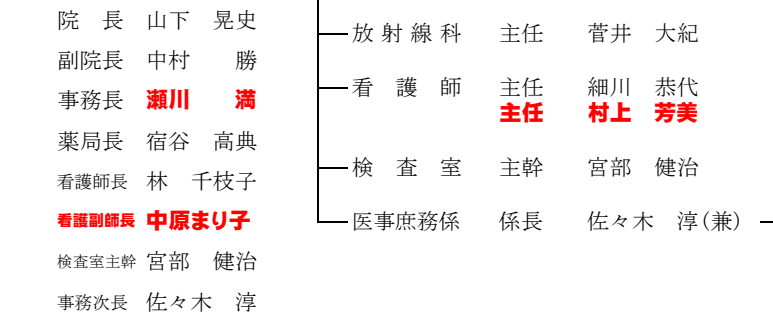 院　長　山下　晃史
副院長　中村　　勝
事務長　瀬川　　満
薬局長　宿谷　高典
看護師長　林　千枝子
看護副師長　中原まり子
検査室主幹　宮部　健治
事務次長　佐々木　淳
放射線科　主任　菅井　大紀
看護師　主任　細川　恭代
主任　村上　芳美
検査室　主幹　宮部　健治
医事庶務係　係長　佐々木　淳(兼)